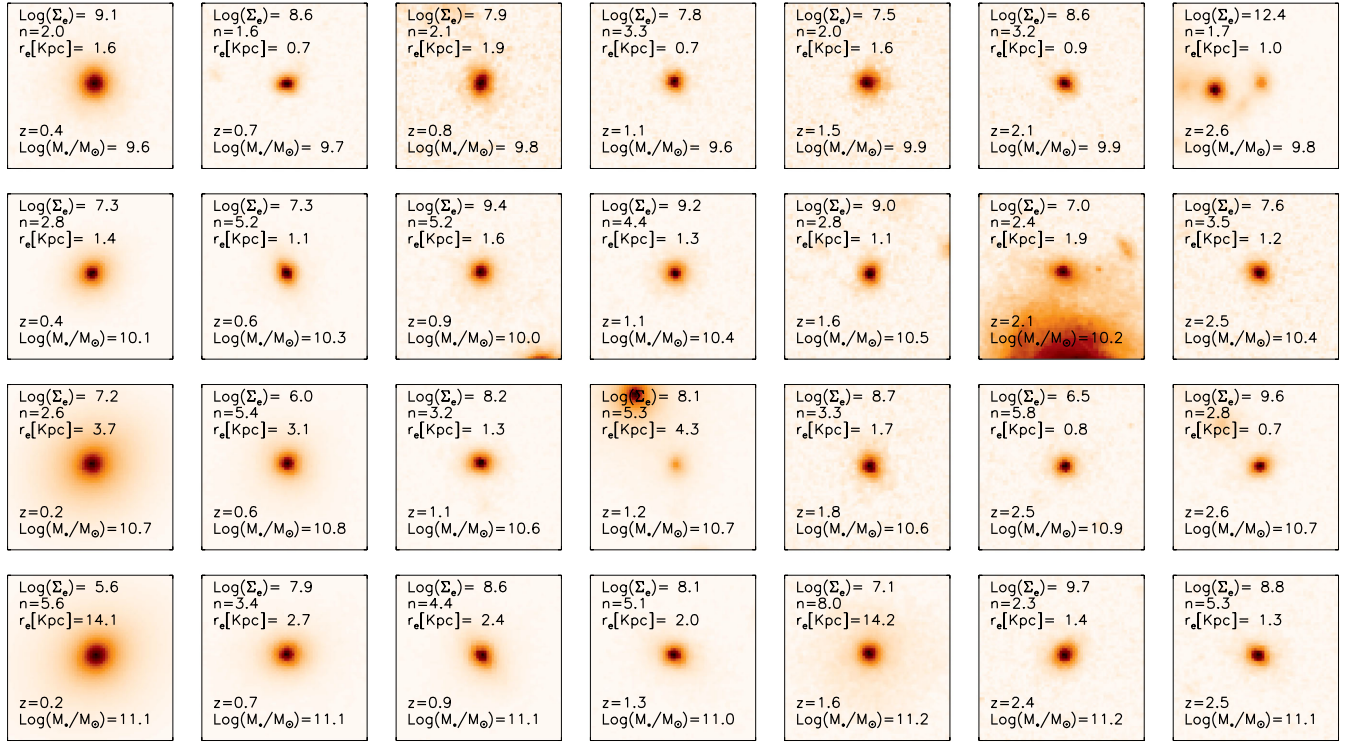 Log(Σₑ)= 9.1
n=2.0
rₑ[Kpc]= 1.6
z=0.4
Log(M⋆/M⊙)= 9.6
Log(Σₑ)= 8.6
n=1.6
rₑ[Kpc]= 0.7
z=0.7
Log(M⋆/M⊙)= 9.7
Log(Σₑ)= 7.9
n=2.1
rₑ[Kpc]= 1.9
z=0.8
Log(M⋆/M⊙)= 9.8
Log(Σₑ)= 7.8
n=3.3
rₑ[Kpc]= 0.7
z=1.1
Log(M⋆/M⊙)= 9.6
Log(Σₑ)= 7.5
n=2.0
rₑ[Kpc]= 1.6
z=1.5
Log(M⋆/M⊙)= 9.9
Log(Σₑ)= 8.6
n=3.2
rₑ[Kpc]= 0.9
z=2.1
Log(M⋆/M⊙)= 9.9
Log(Σₑ)=12.4
n=1.7
rₑ[Kpc]= 1.0
z=2.6
Log(M⋆/M⊙)= 9.8
Log(Σₑ)= 7.3
n=2.8
rₑ[Kpc]= 1.4
z=0.4
Log(M⋆/M⊙)=10.1
Log(Σₑ)= 7.3
n=5.2
rₑ[Kpc]= 1.1
z=0.6
Log(M⋆/M⊙)=10.3
Log(Σₑ)= 9.4
n=5.2
rₑ[Kpc]= 1.6
z=0.9
Log(M⋆/M⊙)=10.0
Log(Σₑ)= 9.2
n=4.4
rₑ[Kpc]= 1.3
z=1.1
Log(M⋆/M⊙)=10.4
Log(Σₑ)= 9.0
n=2.8
rₑ[Kpc]= 1.1
z=1.6
Log(M⋆/M⊙)=10.5
Log(Σₑ)= 7.0
n=2.4
rₑ[Kpc]= 1.9
z=2.1
Log(M⋆/M⊙)=10.2
Log(Σₑ)= 7.6
n=3.5
rₑ[Kpc]= 1.2
z=2.5
Log(M⋆/M⊙)=10.4
Log(Σₑ)= 7.2
n=2.6
rₑ[Kpc]= 3.7
z=0.2
Log(M⋆/M⊙)=10.7
Log(Σₑ)= 6.0
n=5.4
rₑ[Kpc]= 3.1
z=0.6
Log(M⋆/M⊙)=10.8
Log(Σₑ)= 8.2
n=3.2
rₑ[Kpc]= 1.3
z=1.1
Log(M⋆/M⊙)=10.6
Log(Σₑ)= 8.1
n=5.3
rₑ[Kpc]= 4.3
z=1.2
Log(M⋆/M⊙)=10.7
Log(Σₑ)= 8.7
n=3.3
rₑ[Kpc]= 1.7
z=1.8
Log(M⋆/M⊙)=10.6
Log(Σₑ)= 6.5
n=5.8
rₑ[Kpc]= 0.8
z=2.5
Log(M⋆/M⊙)=10.9
Log(Σₑ)= 9.6
n=2.8
rₑ[Kpc]= 0.7
z=2.6
Log(M⋆/M⊙)=10.7
Log(Σₑ)= 5.6
n=5.6
rₑ[Kpc]=14.1
z=0.2
Log(M⋆/M⊙)=11.1
Log(Σₑ)= 7.9
n=3.4
rₑ[Kpc]= 2.7
z=0.7
Log(M⋆/M⊙)=11.1
Log(Σₑ)= 8.6
n=4.4
rₑ[Kpc]= 2.4
z=0.9
Log(M⋆/M⊙)=11.1
Log(Σₑ)= 8.1
n=5.1
rₑ[Kpc]= 2.0
z=1.3
Log(M⋆/M⊙)=11.0
Log(Σₑ)= 7.1
n=8.0
rₑ[Kpc]=14.2
z=1.6
Log(M⋆/M⊙)=11.2
Log(Σₑ)= 9.7
n=2.3
rₑ[Kpc]= 1.4
z=2.4
Log(M⋆/M⊙)=11.2
Log(Σₑ)= 8.8
n=5.3
rₑ[Kpc]= 1.3
z=2.5
Log(M⋆/M⊙)=11.1